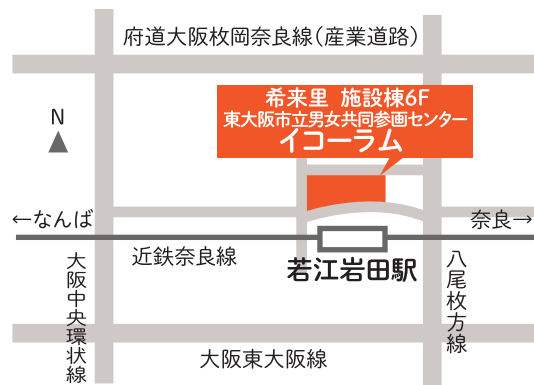 府道大阪枚岡奈良線（産業道路）
希来里 施設棟6F
東大阪市立男女共同参画センター
イコーラム
N
←なんば
奈良→
近鉄奈良線
若江岩田駅
大阪中央環状線
八尾枚方線
大阪東大阪線